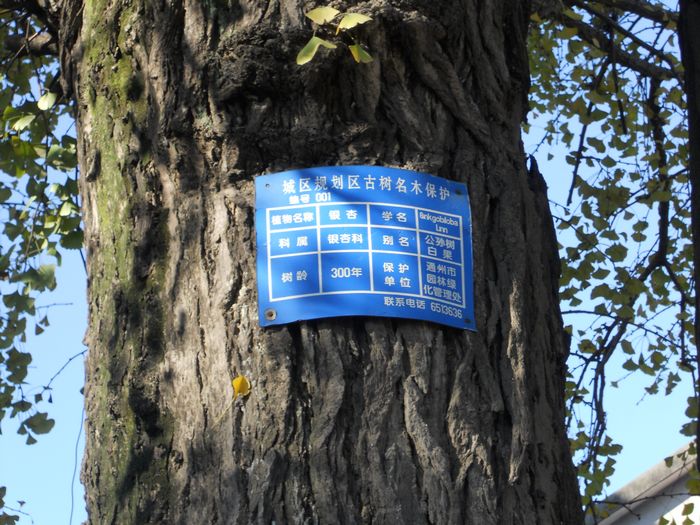 城区规划区古树名木保护
编号 001
植物名称 银杏 学名 Ginkgobiloba
Linn
科属 银杏科 别名 公孙树
白果
树龄 300年 保护
单位 通州市
园林绿
化管理处
联系电话 6513636